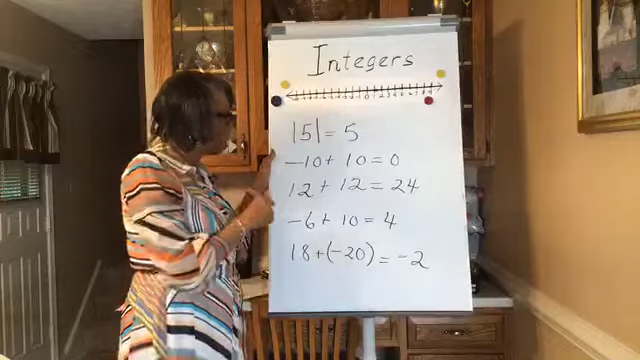 Integers
|5| = 5
-10 + 10 = 0
12 + 12 = 24
-6 + 10 = 4
18 + (-20) = -2